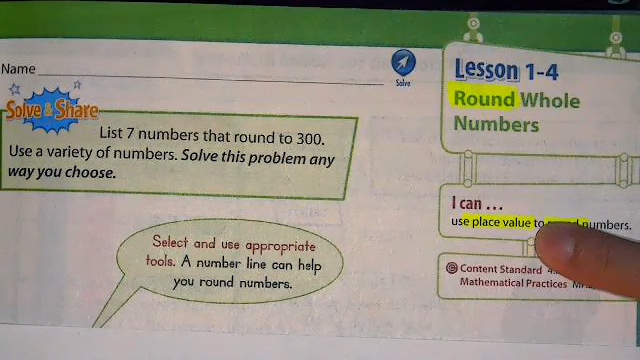 Name
Solve
Solve & Share
List 7 numbers that round to 300.
Use a variety of numbers. Solve this problem any
way you choose.
Select and use appropriate
tools. A number line can help
you round numbers.
Lesson 1-4
Round Whole
Numbers
I can ...
use place value to numbers.
Content Standard
Mathematical Practices